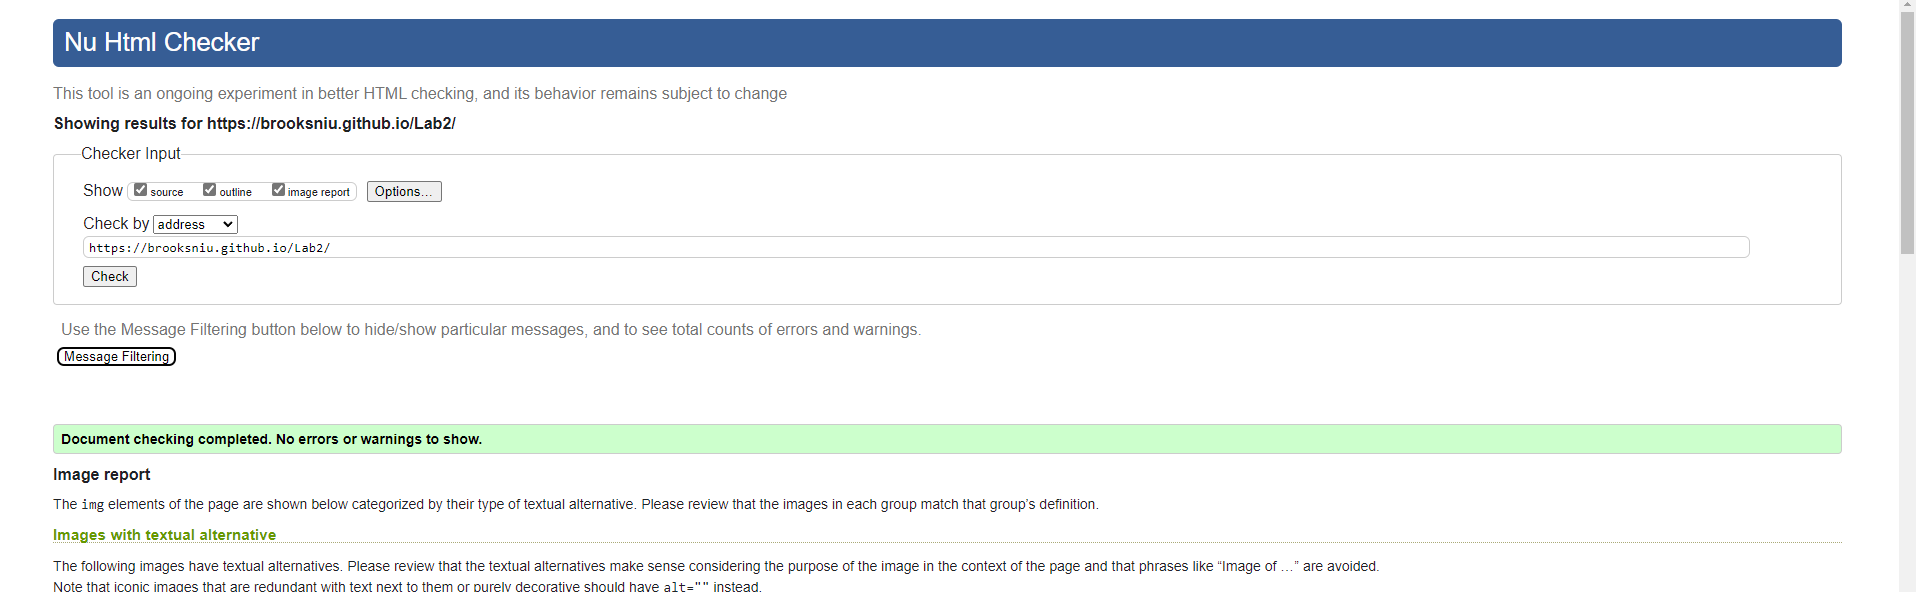 Nu Html Checker
This tool is an ongoing experiment in better HTML checking, and its behavior remains subject to change
Showing results for https://brooksniu.github.io/Lab2/
Checker Input
Show source outline image report Options...
Check by address
https://brooksniu.github.io/Lab2/
Check
Use the Message Filtering button below to hide/show particular messages, and to see total counts of errors and warnings.
Message Filtering
Document checking completed. No errors or warnings to show.
Image report
The img elements of the page are shown below categorized by their type of textual alternative. Please review that the images in each group match that group’s definition.
Images with textual alternative
The following images have textual alternatives. Please review that the textual alternatives make sense considering the purpose of the image in the context of the page and that phrases like “Image of …” are avoided.
Note that iconic images that are redundant with text next to them or purely decorative should have alt="" instead.